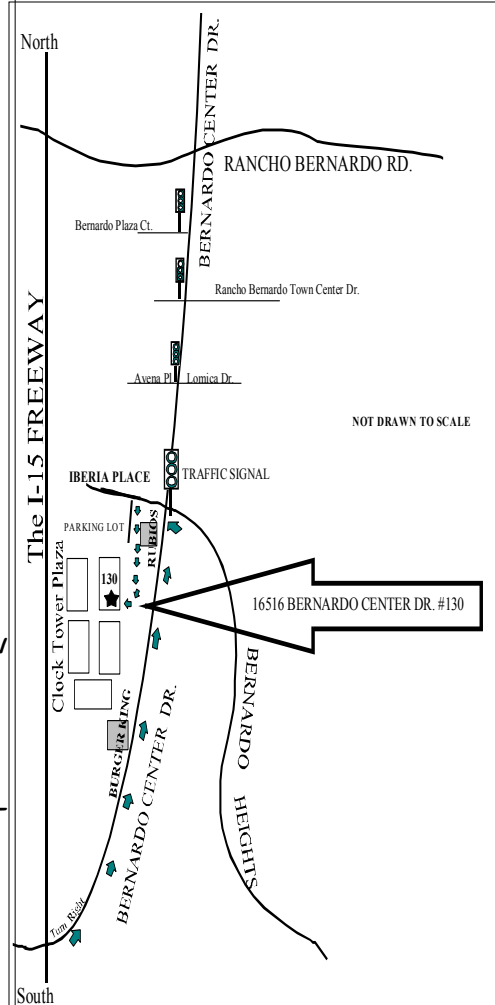 North
BERNARDO CENTER DR.
RANCHO BERNARDO RD.
Bernardo Plaza Ct.
Rancho Bernardo Town Center Dr.
The I-15 FREEWAY
Avena Pl Lomica Dr.
NOT DRAWN TO SCALE
IBERIA PLACE
TRAFFIC SIGNAL
PARKING LOT
RUBIOS
130
16516 BERNARDO CENTER DR. #130
Clock Tower Plaza
BURGER KING
BERNARDO CENTER DR.
BERNARDO HEIGHTS
Turn Right
South